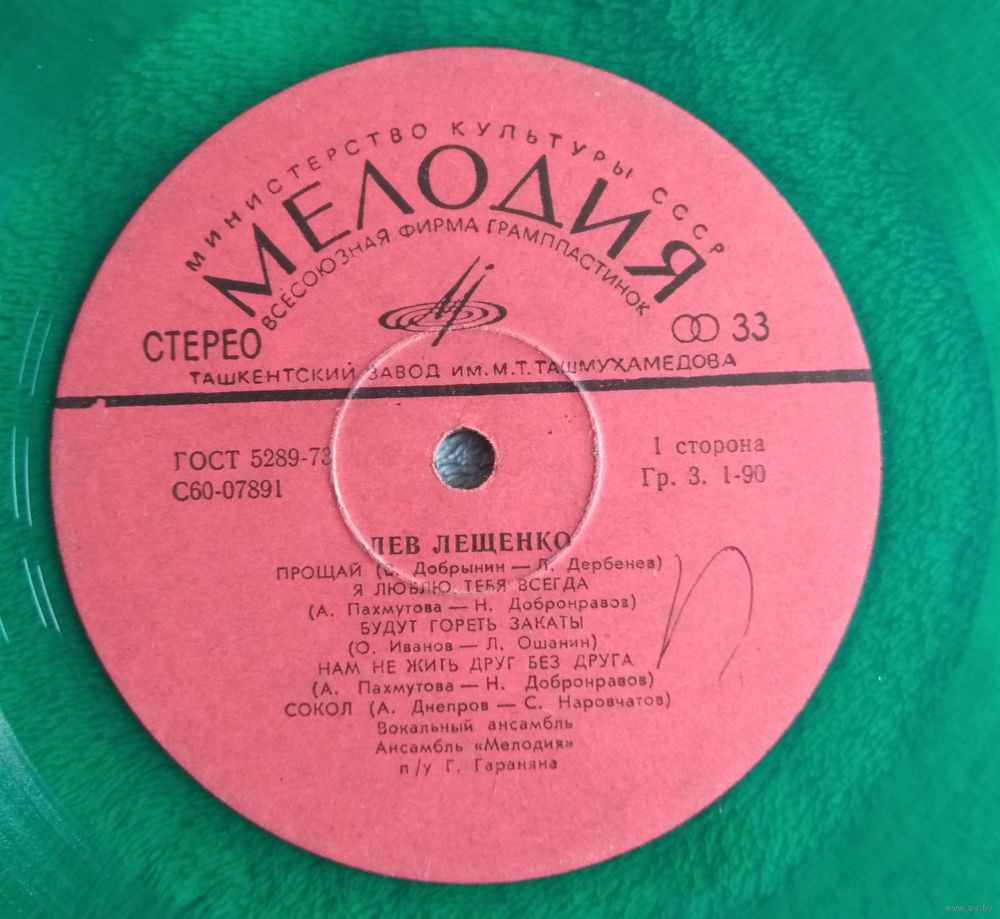 МИНИСТЕРСТВО КУЛЬТУРЫ СССР
МЕЛОДИЯ
ВСЕСОЮЗНАЯ ФИРМА ГРАМПЛАСТИНОК
СТЕРЕО
33
ТАШКЕНТСКИЙ ЗАВОД ИМ. М. Т. ТАШМУХАМЕДОВА
ГОСТ 5289-73
С60-07891
1 сторона
Гр. 3. 1-90
ЛЕВ ЛЕЩЕНКО
ПРОЩАЙ (В. Добрынин — Л. Дербенев)
Я ЛЮБЛЮ ТЕБЯ ВСЕГДА
(А. Пахмутова — Н. Добронравов)
БУДУТ ГОРЕТЬ ЗАКАТЫ
(О. Иванов — Л. Ошанин)
НАМ НЕ ЖИТЬ ДРУГ БЕЗ ДРУГА
(А. Пахмутова — Н. Добронравов)
СОКОЛ (А. Днепров — С. Наровчатов)
Вокальный ансамбль
Ансамбль «Мелодия»
п/у Г. Гараняна
www.ay.by